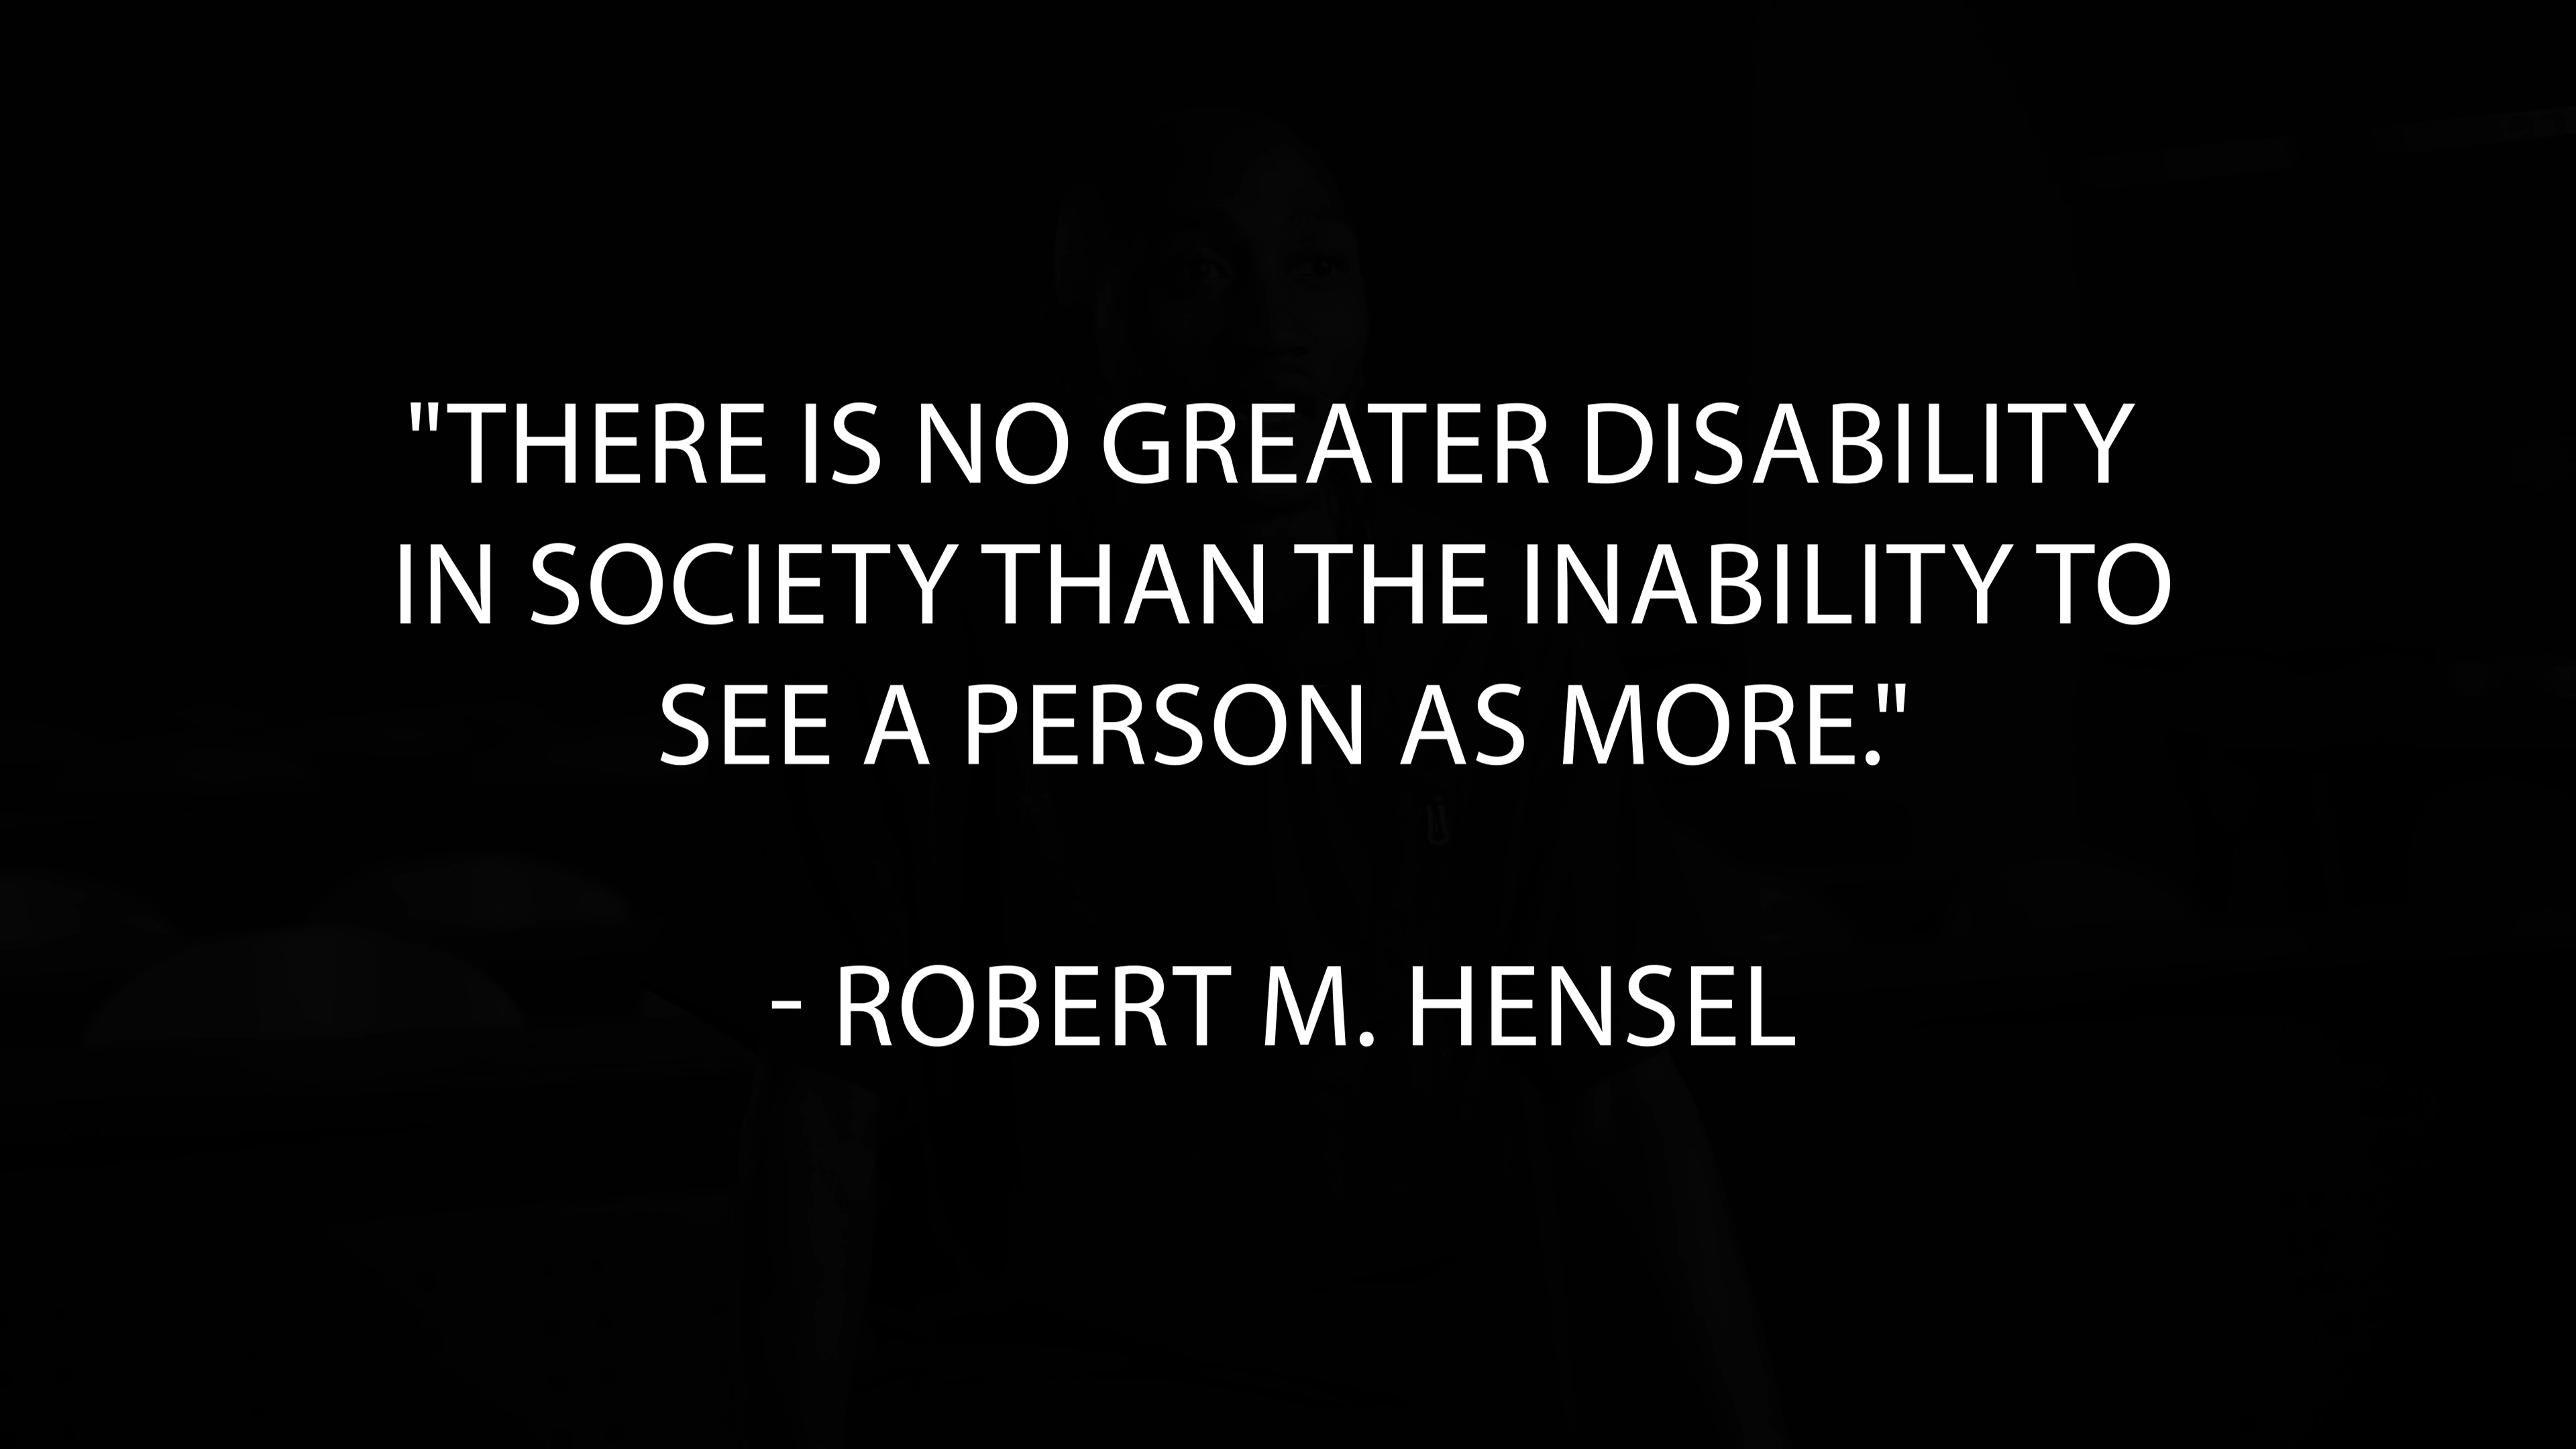 "THERE IS NO GREATER DISABILITY
IN SOCIETY THAN THE INABILITY TO
SEE A PERSON AS MORE."
- ROBERT M. HENSEL